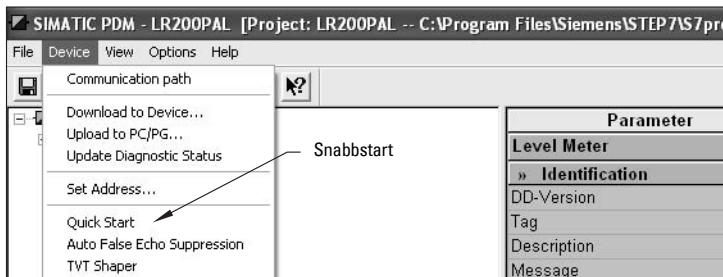 SIMATIC PDM - LR200PAL [Project: LR200PAL -- C:\Program Files\Siemens\STEP7\S7pro
File Device View Options Help
Communication path
Download to Device...
Upload to PC/PG...
Update Diagnostic Status
Set Address...
Quick Start
Auto False Echo Suppression
TVT Shaper
Snabbstart
Parameter
Level Meter
» Identification
DD-Version
Tag
Description
Message